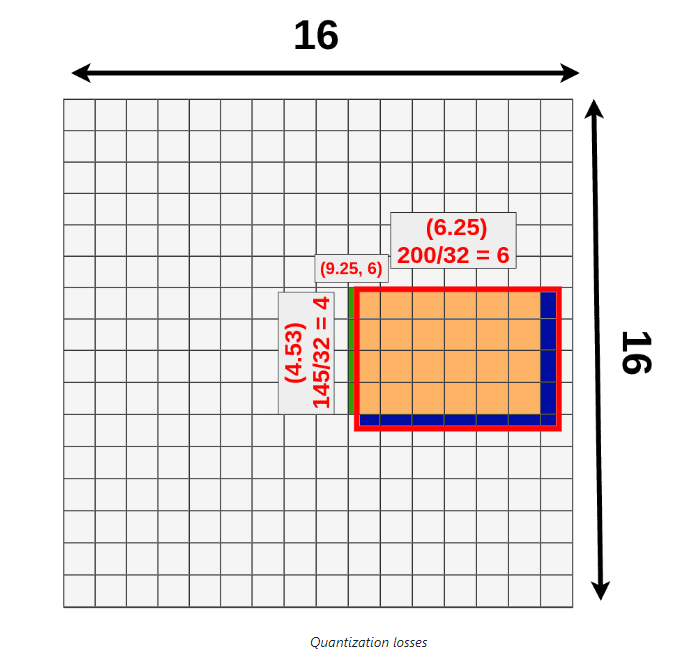 16
(6.25)
200/32 = 6
(9.25, 6)
(4.53)
145/32 = 4
16
Quantization losses